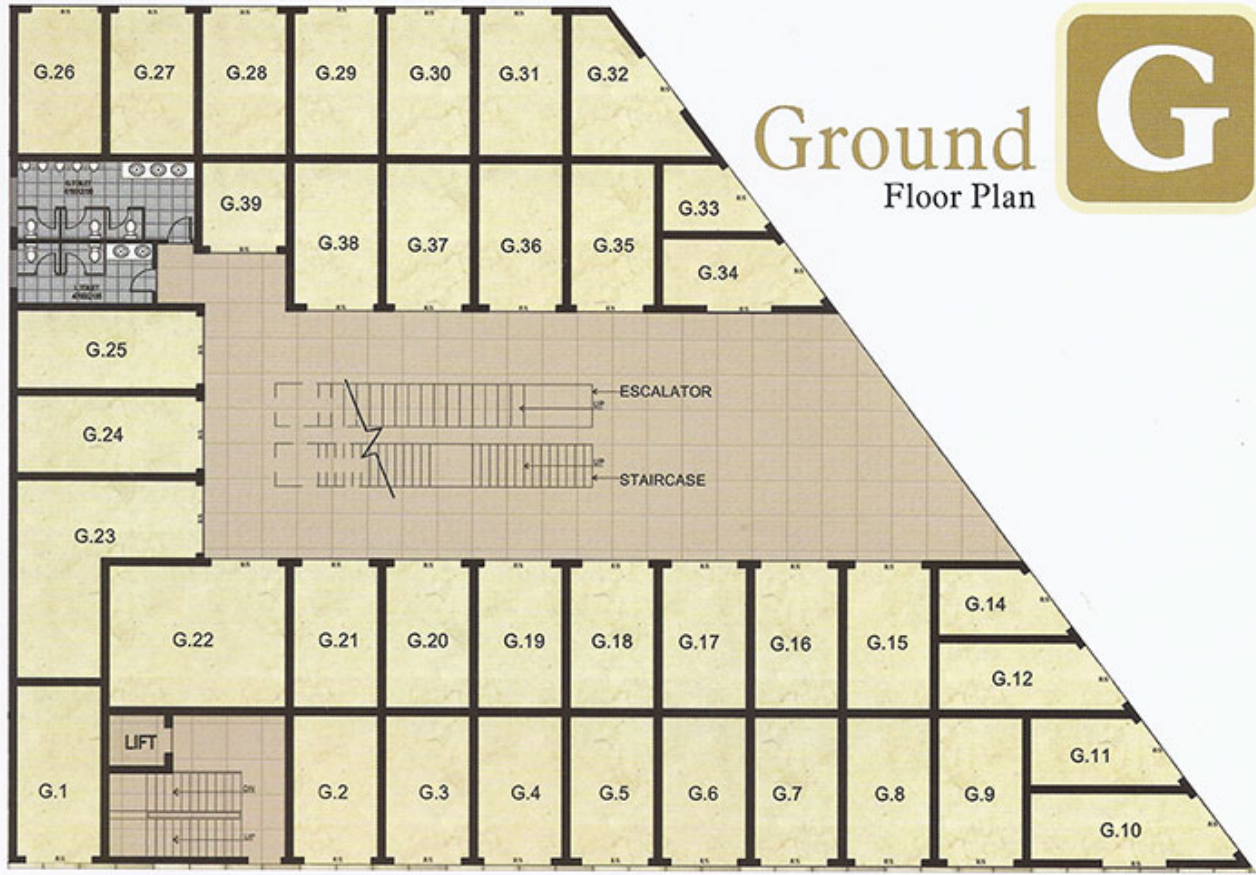 G.26 G.27 G.28 G.29 G.30 G.31 G.32
G
Ground
Floor Plan
G.39 G.38 G.37 G.36 G.35 G.33
G.34
G.25
ESCALATOR
UP
G.24
UP
STAIRCASE
G.23
G.22 G.21 G.20 G.19 G.18 G.17 G.16 G.15 G.14
G.12
LIFT
G.11
G.1 G.2 G.3 G.4 G.5 G.6 G.7 G.8 G.9
DN
G.10
UP